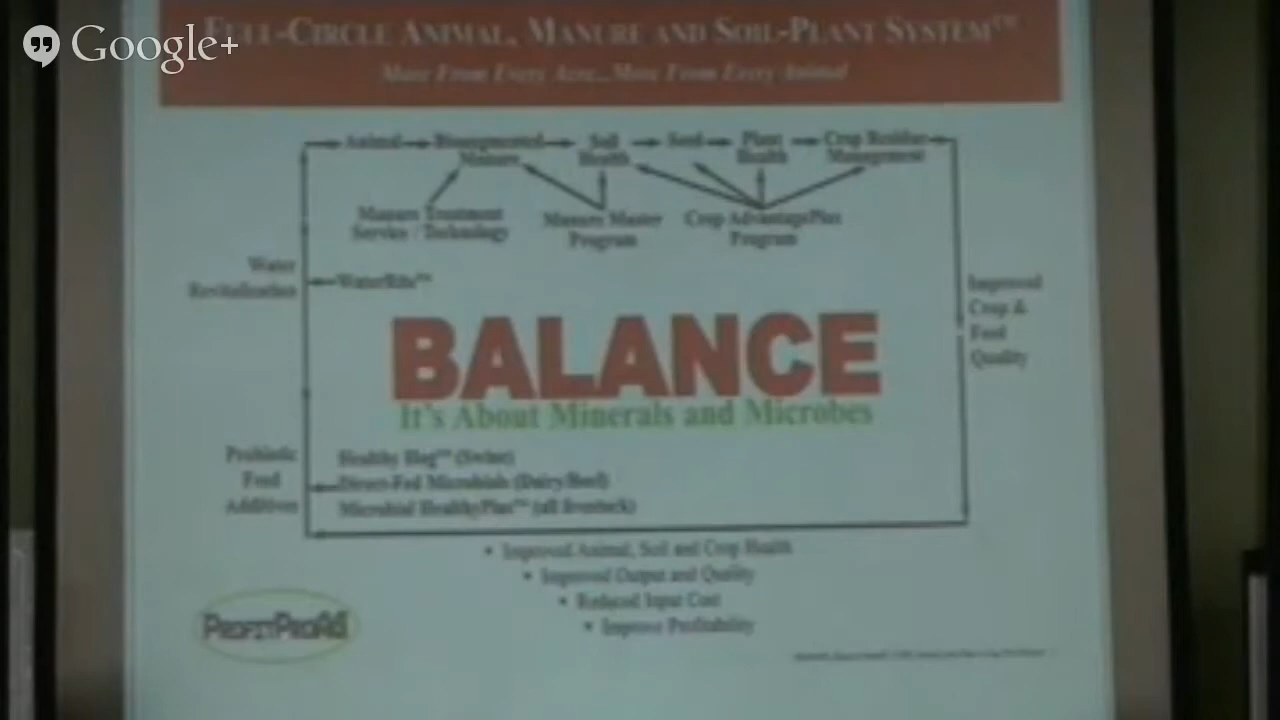 Google+
FULL-CIRCLE ANIMAL, MANURE AND SOIL-PLANT SYSTEM™
More From Every Acre...More From Every Animal
Animal
Bioaugmented
Manure
Soil
Health
Seed
Plant
Health
Crop Residue
Management
Manure Treatment
Service / Technology
Manure Master
Program
Crop AdvantagePlus
Program
Water
Revitalization
WaterRite™
Improved
Crop &
Feed
Quality
BALANCE
It's About Minerals and Microbes
Probiotic
Feed
Additives
Healthy Hog™ (Swine)
Direct-Fed Microbials (Dairy/Beef)
Microbial HealthyPlus™ (all livestock)
• Improved Animal, Soil and Crop Health
• Improved Output and Quality
• Reduced Input Cost
• Improve Profitability
PROFITPROAG